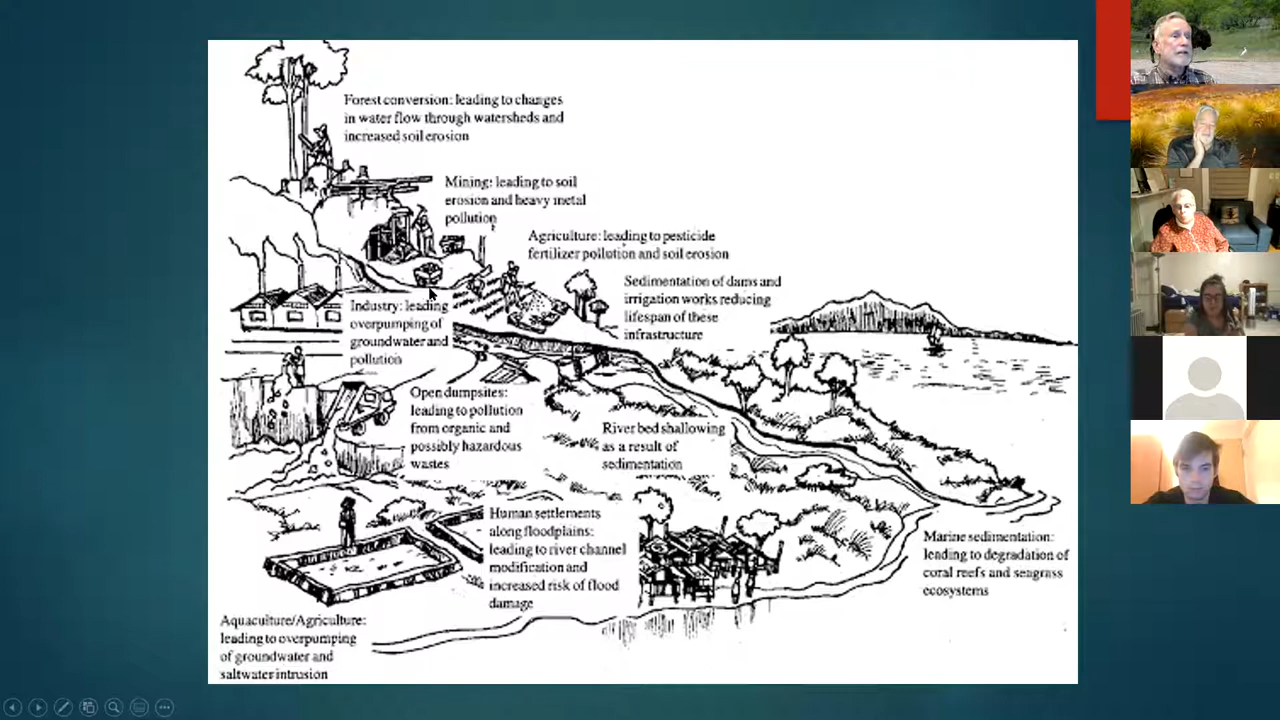 Forest conversion: leading to changes
in water flow through watersheds and
increased soil erosion
Mining: leading to soil
erosion and heavy metal
pollution
Agriculture: leading to pesticide
fertilizer pollution and soil erosion
Sedimentation of dams and
irrigation works reducing
lifespan of these
infrastructure
Industry: leading
overpumping of
groundwater and
pollution
Open dumpsites:
leading to pollution
from organic and
possibly hazardous
wastes
River bed shallowing
as a result of
sedimentation
Human settlements
along floodplains:
leading to river channel
modification and
increased risk of flood
damage
Marine sedimentation:
leading to degradation of
coral reefs and seagrass
ecosystems
Aquaculture/Agriculture:
leading to overpumping
of groundwater and
saltwater intrusion